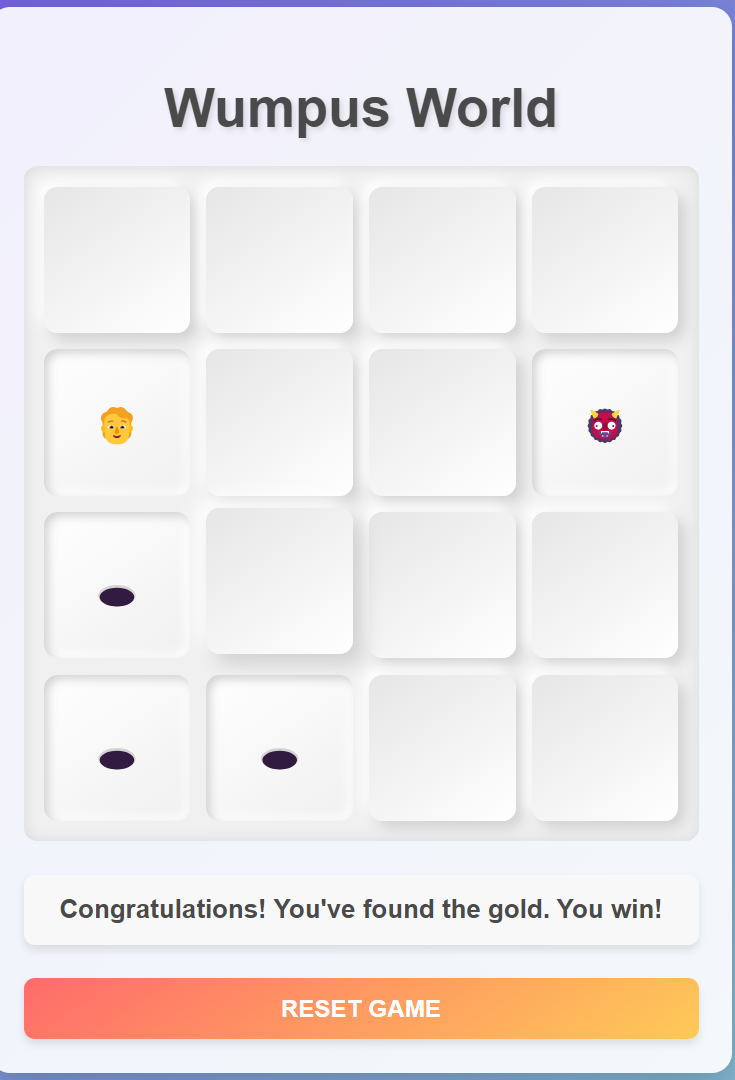 Wumpus World
Congratulations! You've found the gold. You win!
RESET GAME